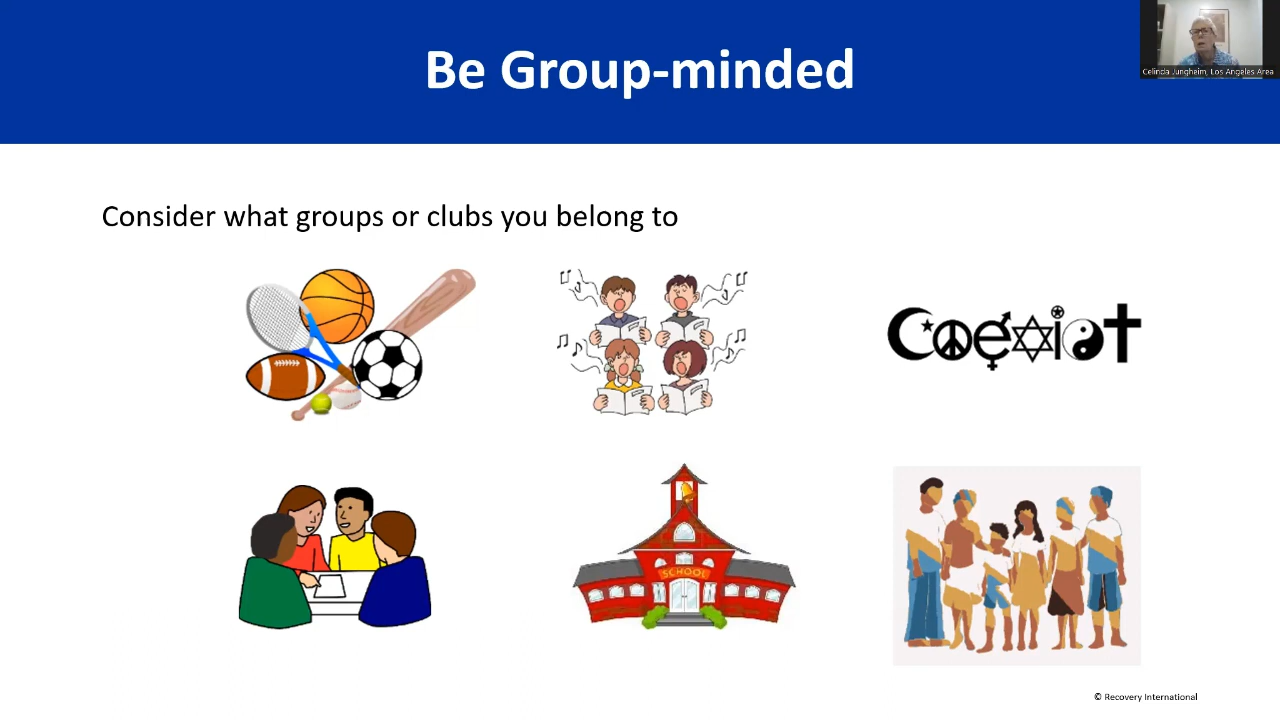 Be Group-minded
Celinda Jungheim, Los Angeles Area
Consider what groups or clubs you belong to
Coexist
SCHOOL
© Recovery International